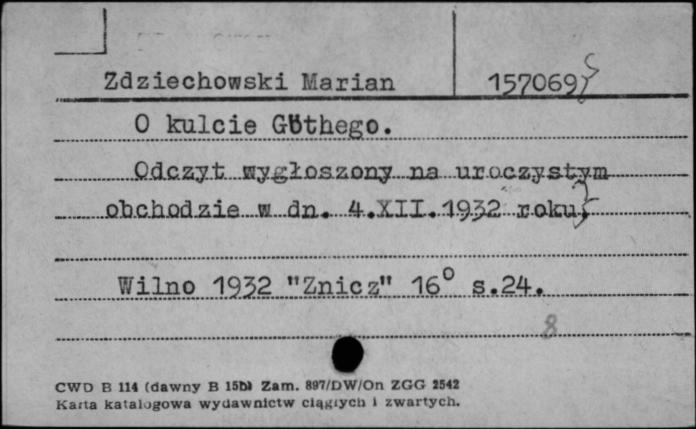 Zdziechowski Marian 157069
O kulcie Göthego.
Odczyt wygłoszony na uroczystym
obchodzie w dn. 4.XII.1932 roku,
Wilno 1932 "Znicz" 16° s.24.
8
CWD B 114 (dawny B 15b) Zam. 897/DW/On ZGG 2542
Karta katalogowa wydawnictw ciągłych i zwartych.